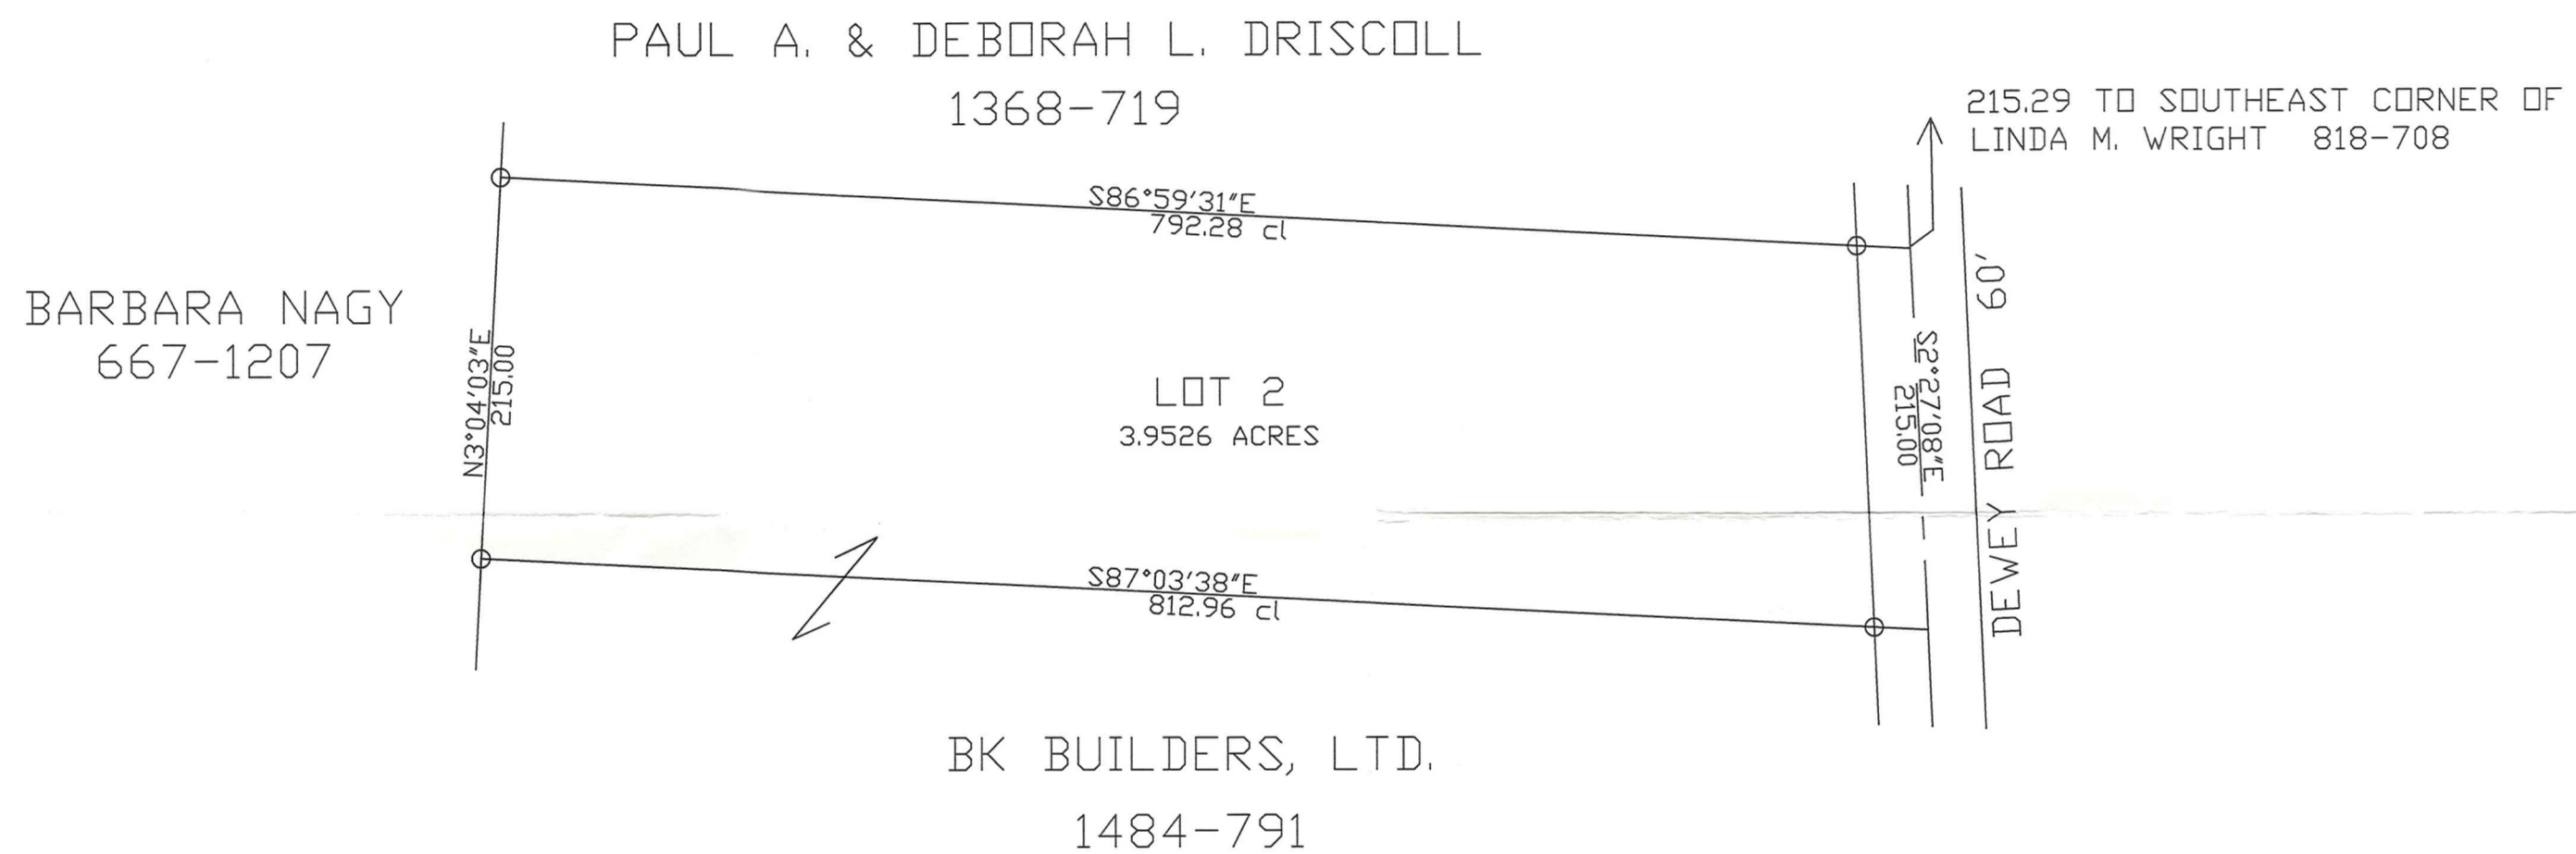 PAUL A. & DEBORAH L. DRISCOLL
1368-719
215.29 TO SOUTHEAST CORNER OF
LINDA M. WRIGHT 818-708
S86°59'31"E
792.28 cl
BARBARA NAGY
667-1207
N3°04'03"E
215.00
LOT 2
3.9526 ACRES
S2°27'08"E
215.00
DEWEY ROAD 60'
S87°03'38"E
812.96 cl
BK BUILDERS, LTD.
1484-791